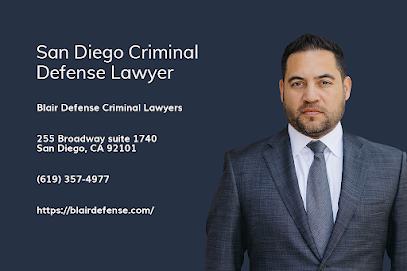 San Diego Criminal
Defense Lawyer
Blair Defense Criminal Lawyers
255 Broadway suite 1740
San Diego, CA 92101
(619) 357-4977
https://blairdefense.com/